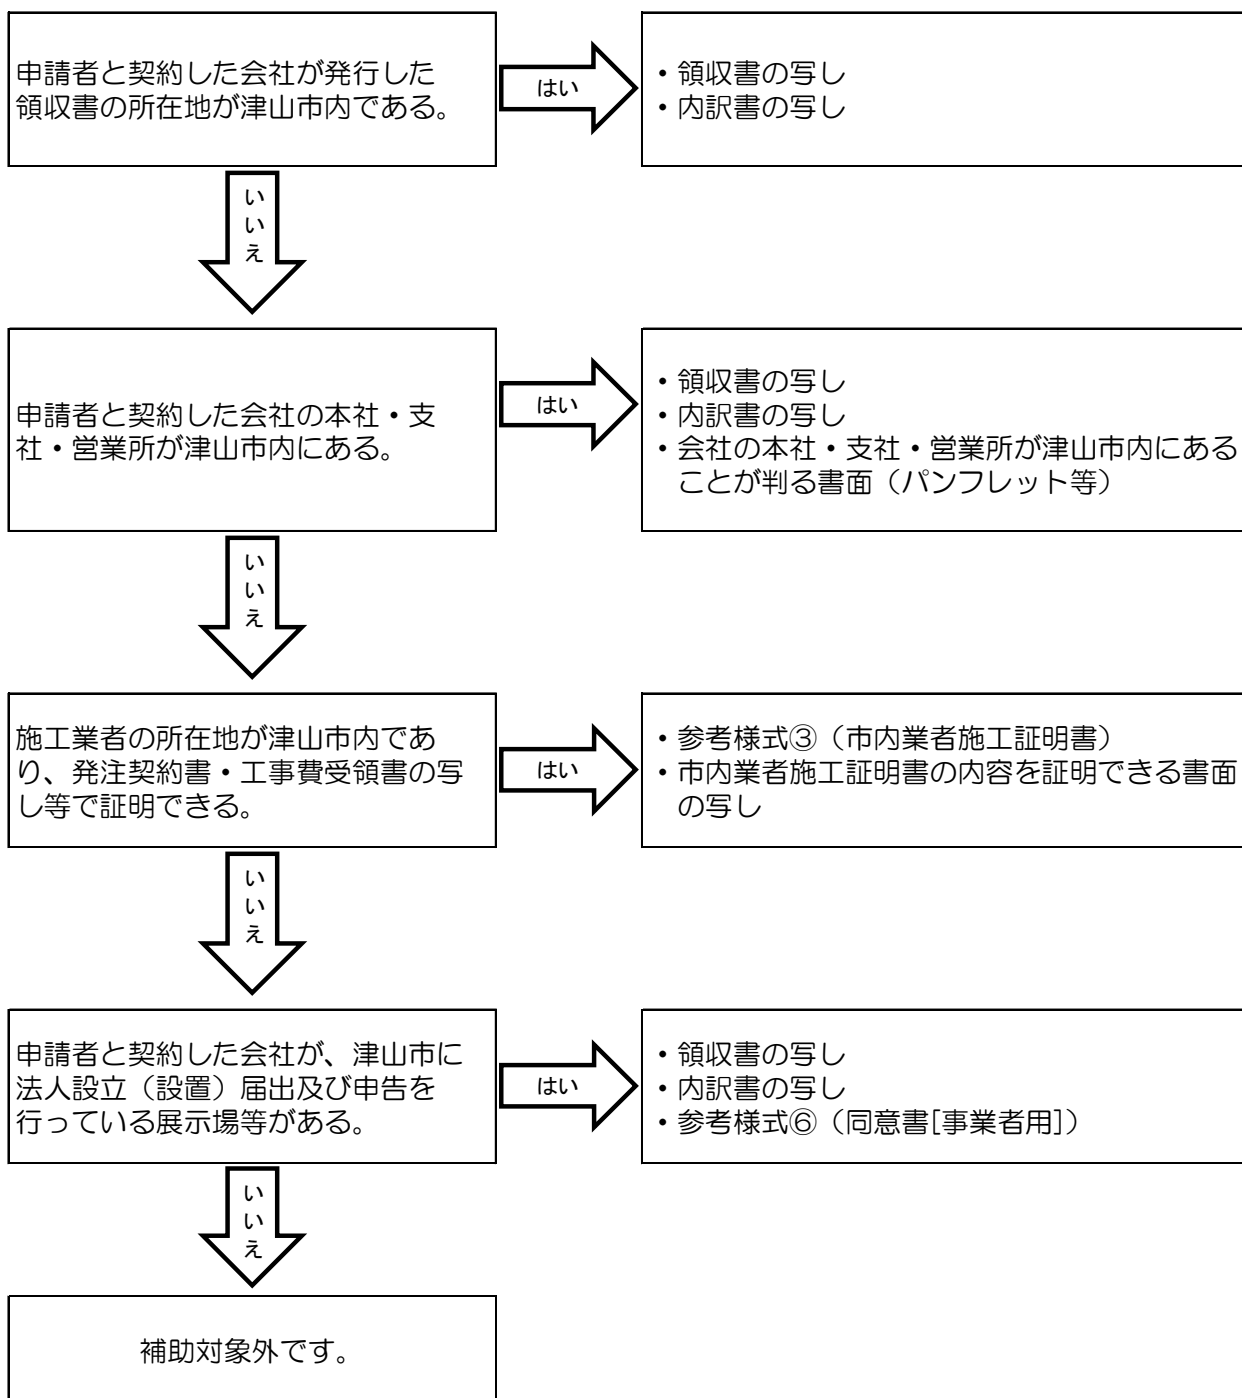 申請者と契約した会社が発行した
領収書の所在地が津山市内である。
はい
・領収書の写し
・内訳書の写し
いいえ
申請者と契約した会社の本社・支
社・営業所が津山市内にある。
はい
・領収書の写し
・内訳書の写し
・会社の本社・支社・営業所が津山市内にある
ことが判る書面（パンフレット等）
いいえ
施工業者の所在地が津山市内であ
り、発注契約書・工事費受領書の写
し等で証明できる。
はい
・参考様式③（市内業者施工証明書）
・市内業者施工証明書の内容を証明できる書面
の写し
いいえ
申請者と契約した会社が、津山市に
法人設立（設置）届出及び申告を
行っている展示場等がある。
はい
・領収書の写し
・内訳書の写し
・参考様式⑥（同意書[事業者用]）
いいえ
補助対象外です。